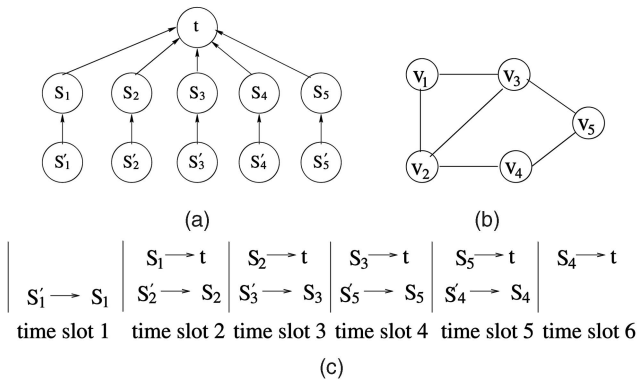 t
S₁ S₂ S₃ S₄ S₅
S′₁ S′₂ S′₃ S′₄ S′₅
(a)
v₁ v₃
v₅
v₂ v₄
(b)
S₁ → t S₂ → t S₃ → t S₅ → t S₄ → t
S′₁ → S₁ S′₂ → S₂ S′₃ → S₃ S′₅ → S₅ S′₄ → S₄
time slot 1 time slot 2 time slot 3 time slot 4 time slot 5 time slot 6
(c)